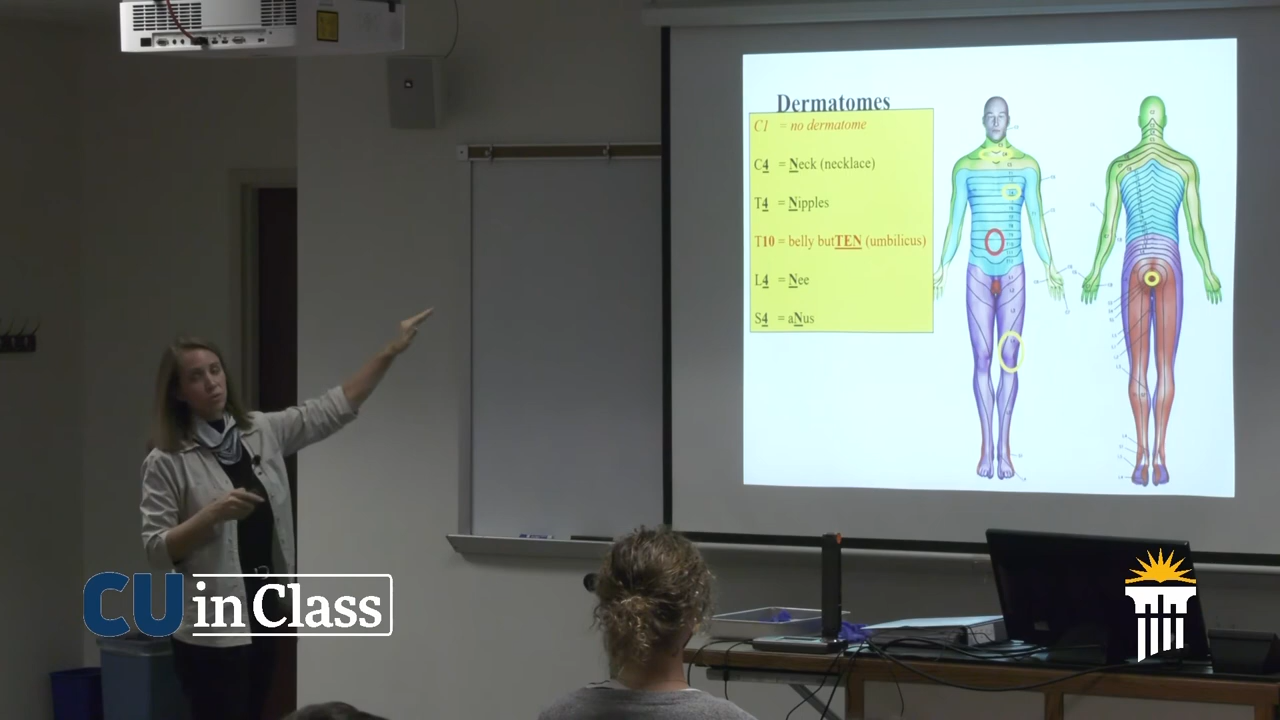 Dermatomes
C1 = no dermatome
C4 = Neck (necklace)
T4 = Nipples
T10 = belly butTEN (umbilicus)
L4 = Nee
S4 = aNus
CU in Class